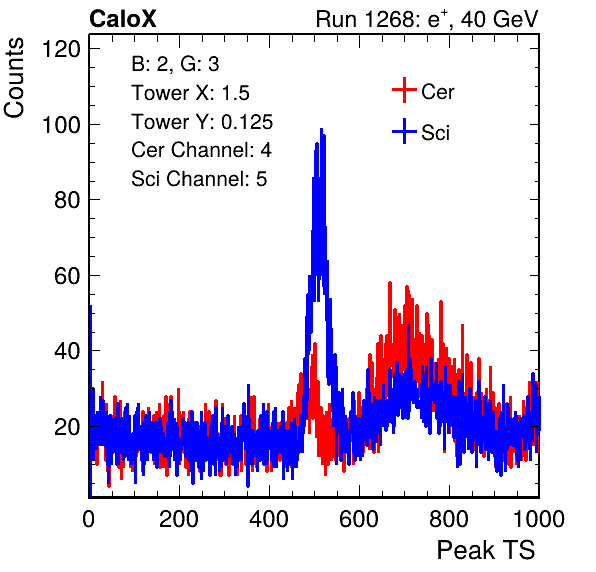 CaloX Run 1268: e⁺, 40 GeV
Counts
120
100
80
60
40
20
B: 2, G: 3
Tower X: 1.5
Tower Y: 0.125
Cer Channel: 4
Sci Channel: 5
Cer
Sci
0 200 400 600 800 1000
Peak TS